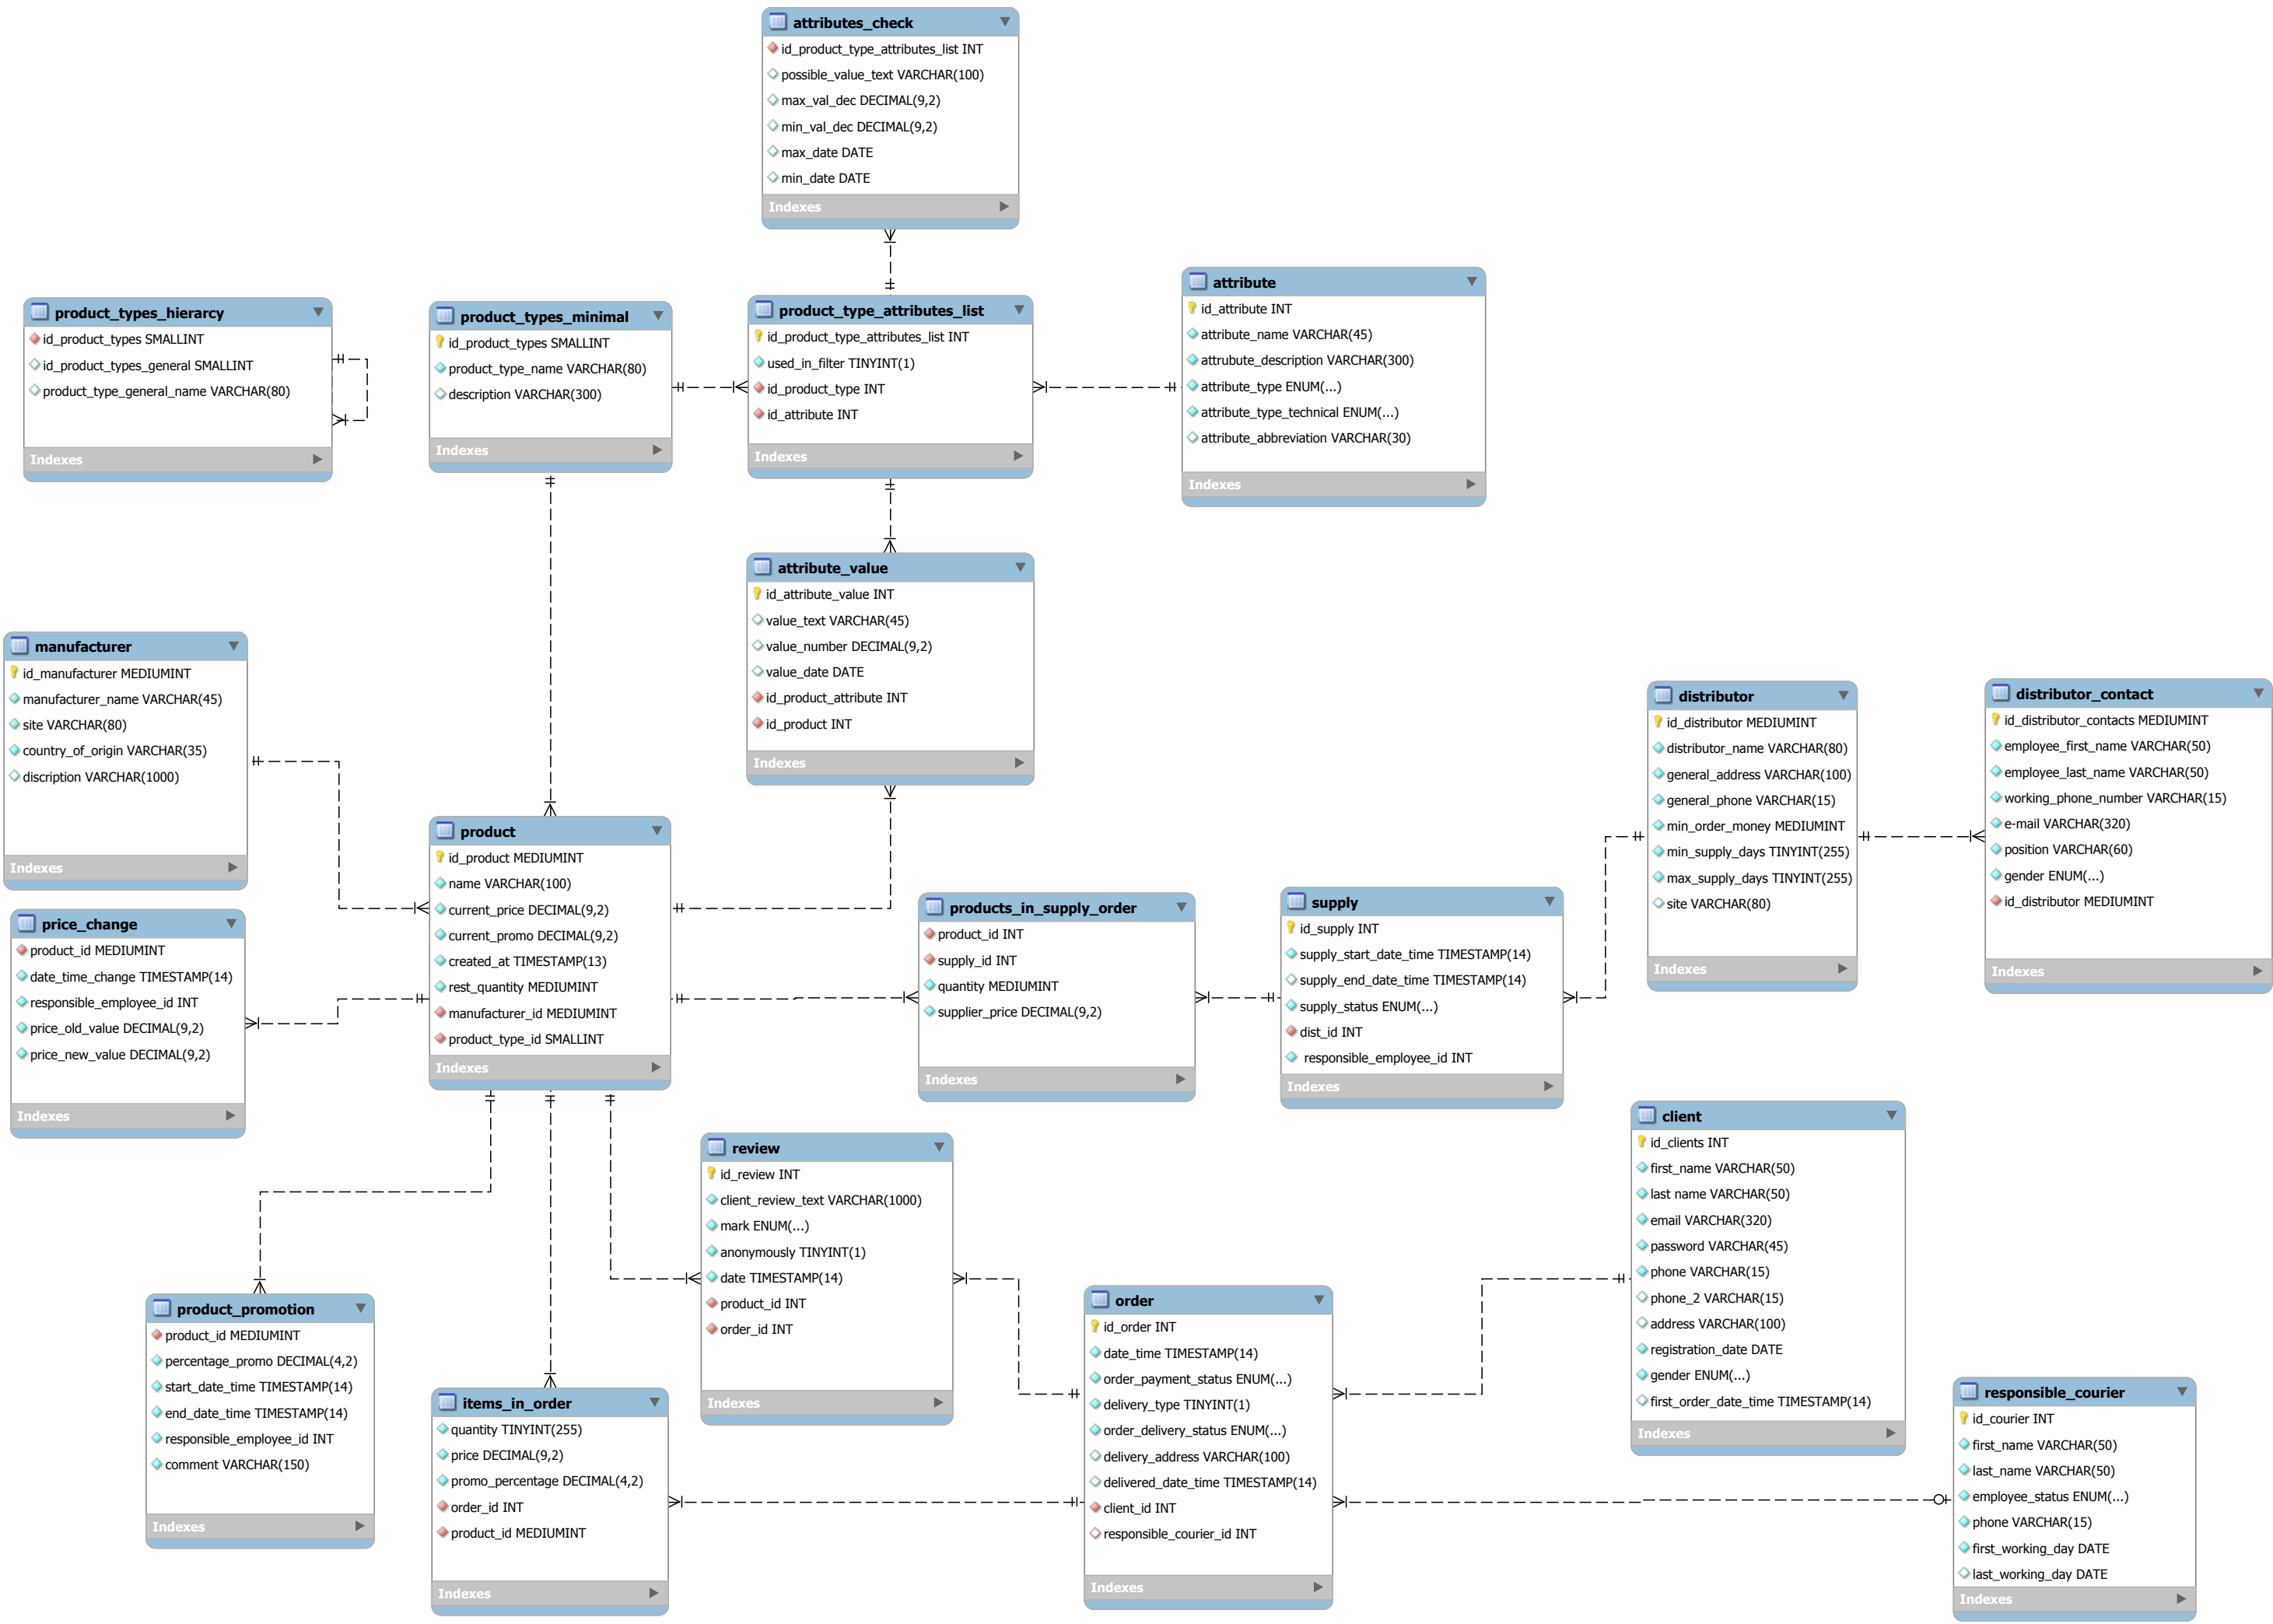 attributes_check
id_product_type_attributes_list INT
possible_value_text VARCHAR(100)
max_val_dec DECIMAL(9,2)
min_val_dec DECIMAL(9,2)
max_date DATE
min_date DATE
Indexes
product_types_hierarcy
id_product_types SMALLINT
id_product_types_general SMALLINT
product_type_general_name VARCHAR(80)
Indexes
product_types_minimal
id_product_types SMALLINT
product_type_name VARCHAR(80)
description VARCHAR(300)
Indexes
product_type_attributes_list
id_product_type_attributes_list INT
used_in_filter TINYINT(1)
id_product_type INT
id_attribute INT
Indexes
attribute
id_attribute INT
attribute_name VARCHAR(45)
attrubute_description VARCHAR(300)
attribute_type ENUM(...)
attribute_type_technical ENUM(...)
attribute_abbreviation VARCHAR(30)
Indexes
attribute_value
id_attribute_value INT
value_text VARCHAR(45)
value_number DECIMAL(9,2)
value_date DATE
id_product_attribute INT
id_product INT
Indexes
manufacturer
id_manufacturer MEDIUMINT
manufacturer_name VARCHAR(45)
site VARCHAR(80)
country_of_origin VARCHAR(35)
discription VARCHAR(1000)
Indexes
distributor
id_distributor MEDIUMINT
distributor_name VARCHAR(80)
general_address VARCHAR(100)
general_phone VARCHAR(15)
min_order_money MEDIUMINT
min_supply_days TINYINT(255)
max_supply_days TINYINT(255)
site VARCHAR(80)
Indexes
distributor_contact
id_distributor_contacts MEDIUMINT
employee_first_name VARCHAR(50)
employee_last_name VARCHAR(50)
working_phone_number VARCHAR(15)
e-mail VARCHAR(320)
position VARCHAR(60)
gender ENUM(...)
id_distributor MEDIUMINT
Indexes
product
id_product MEDIUMINT
name VARCHAR(100)
current_price DECIMAL(9,2)
current_promo DECIMAL(9,2)
created_at TIMESTAMP(13)
rest_quantity MEDIUMINT
manufacturer_id MEDIUMINT
product_type_id SMALLINT
Indexes
price_change
product_id MEDIUMINT
date_time_change TIMESTAMP(14)
responsible_employee_id INT
price_old_value DECIMAL(9,2)
price_new_value DECIMAL(9,2)
Indexes
products_in_supply_order
product_id INT
supply_id INT
quantity MEDIUMINT
supplier_price DECIMAL(9,2)
Indexes
supply
id_supply INT
supply_start_date_time TIMESTAMP(14)
supply_end_date_time TIMESTAMP(14)
supply_status ENUM(...)
dist_id INT
responsible_employee_id INT
Indexes
client
id_clients INT
first_name VARCHAR(50)
last name VARCHAR(50)
email VARCHAR(320)
password VARCHAR(45)
phone VARCHAR(15)
phone_2 VARCHAR(15)
address VARCHAR(100)
registration_date DATE
gender ENUM(...)
first_order_date_time TIMESTAMP(14)
Indexes
review
id_review INT
client_review_text VARCHAR(1000)
mark ENUM(...)
anonymously TINYINT(1)
date TIMESTAMP(14)
product_id INT
order_id INT
Indexes
product_promotion
product_id MEDIUMINT
percentage_promo DECIMAL(4,2)
start_date_time TIMESTAMP(14)
end_date_time TIMESTAMP(14)
responsible_employee_id INT
comment VARCHAR(150)
Indexes
items_in_order
quantity TINYINT(255)
price DECIMAL(9,2)
promo_percentage DECIMAL(4,2)
order_id INT
product_id MEDIUMINT
Indexes
order
id_order INT
date_time TIMESTAMP(14)
order_payment_status ENUM(...)
delivery_type TINYINT(1)
order_delivery_status ENUM(...)
delivery_address VARCHAR(100)
delivered_date_time TIMESTAMP(14)
client_id INT
responsible_courier_id INT
Indexes
responsible_courier
id_courier INT
first_name VARCHAR(50)
last_name VARCHAR(50)
employee_status ENUM(...)
phone VARCHAR(15)
first_working_day DATE
last_working_day DATE
Indexes